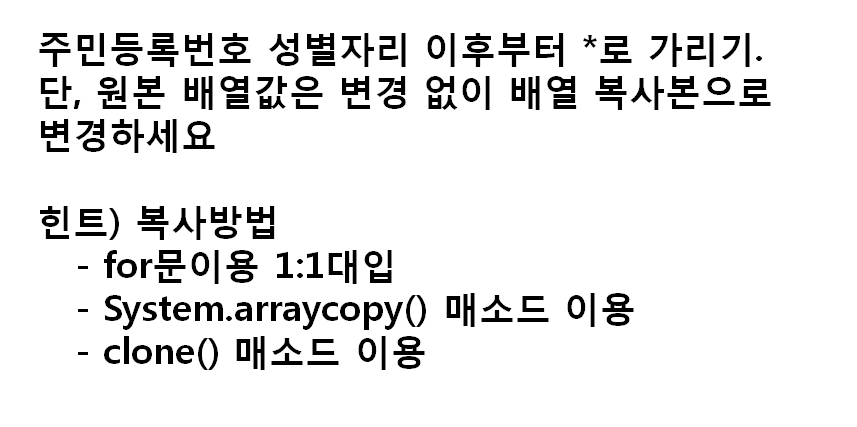 주민등록번호 성별자리 이후부터 *로 가리기.
단, 원본 배열값은 변경 없이 배열 복사본으로
변경하세요
힌트) 복사방법
- for문이용 1:1대입
- System.arraycopy() 매소드 이용
- clone() 매소드 이용